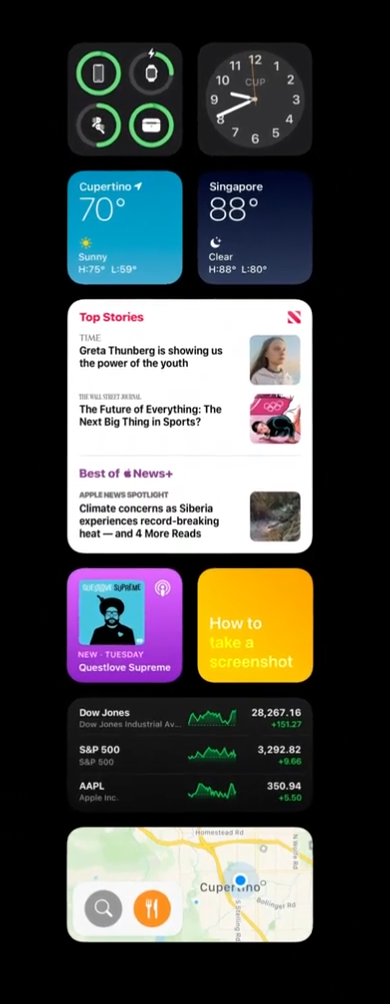 12
11
1
10
CUP
2
9
3
8
4
7
5
6
Cupertino
70°
Sunny
H:75° L:59°
Singapore
88°
Clear
H:88° L:80°
Top Stories
TIME
Greta Thunberg is showing us
the power of the youth
THE WALL STREET JOURNAL
The Future of Everything: The
Next Big Thing in Sports?
Best of News+
APPLE NEWS SPOTLIGHT
Climate concerns as Siberia
experiences record-breaking
heat — and 4 More Reads
QUESTLOVE SUPREME
NEW · TUESDAY
Questlove Supreme
How to
take a
screenshot
Dow Jones 28,267.16
Dow Jones Industrial Av... +151.27
S&P 500 3,292.82
S&P 500 +9.66
AAPL 350.94
Apple Inc. +5.50
Homestead Rd
N Wolfe Rd
Cupertino
Bollinger Rd
S Stelling Rd